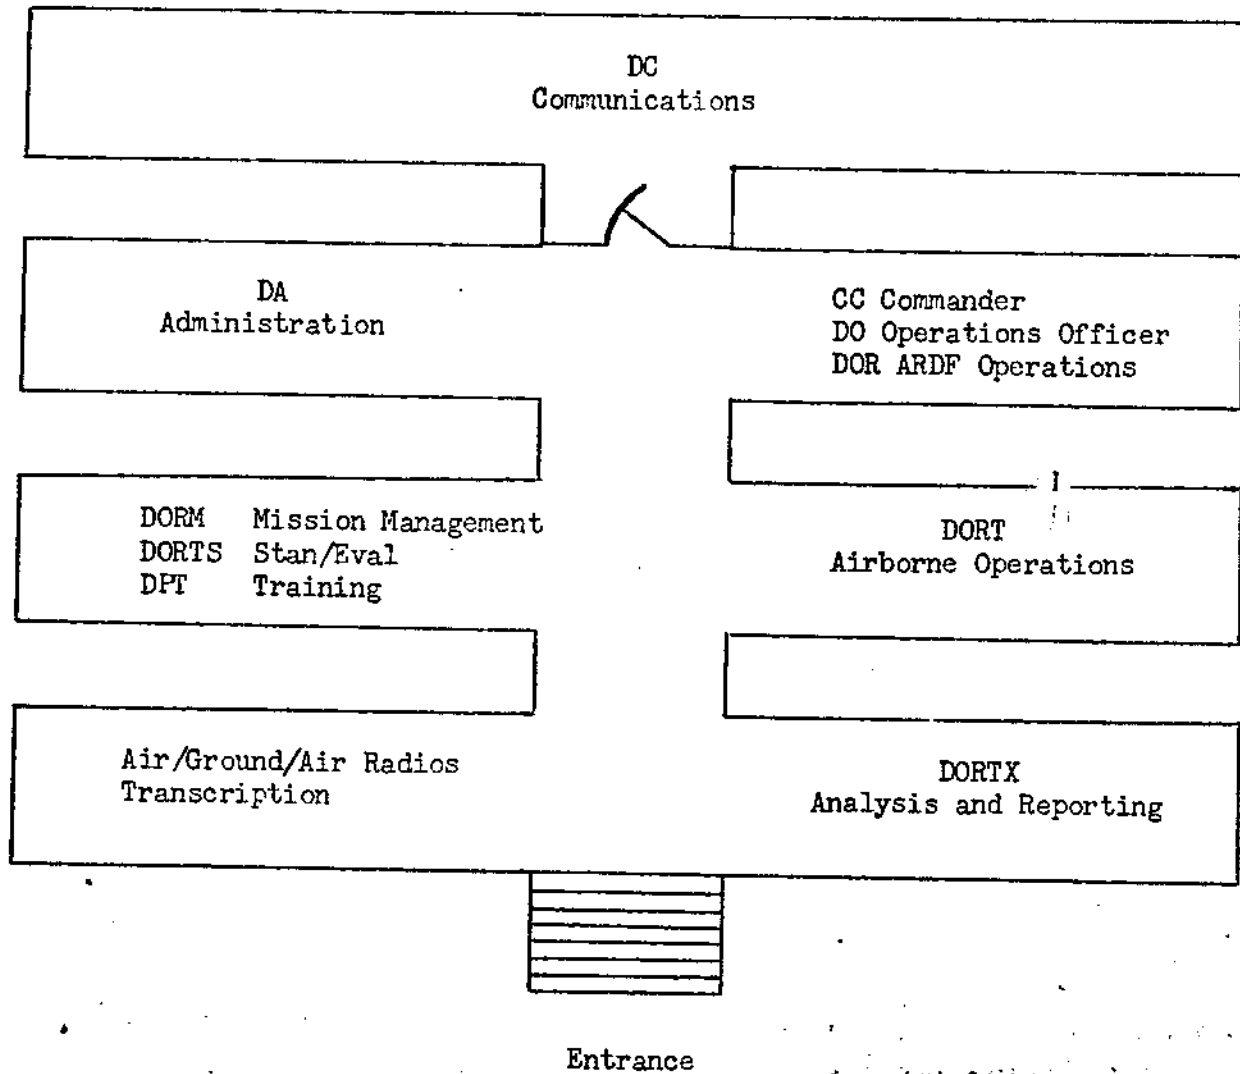 DC
Communications
DA
Administration
CC Commander
DO Operations Officer
DOR ARDF Operations
DORM Mission Management
DORTS Stan/Eval
DPT Training
DORT
Airborne Operations
Air/Ground/Air Radios
Transcription
DORTX
Analysis and Reporting
Entrance